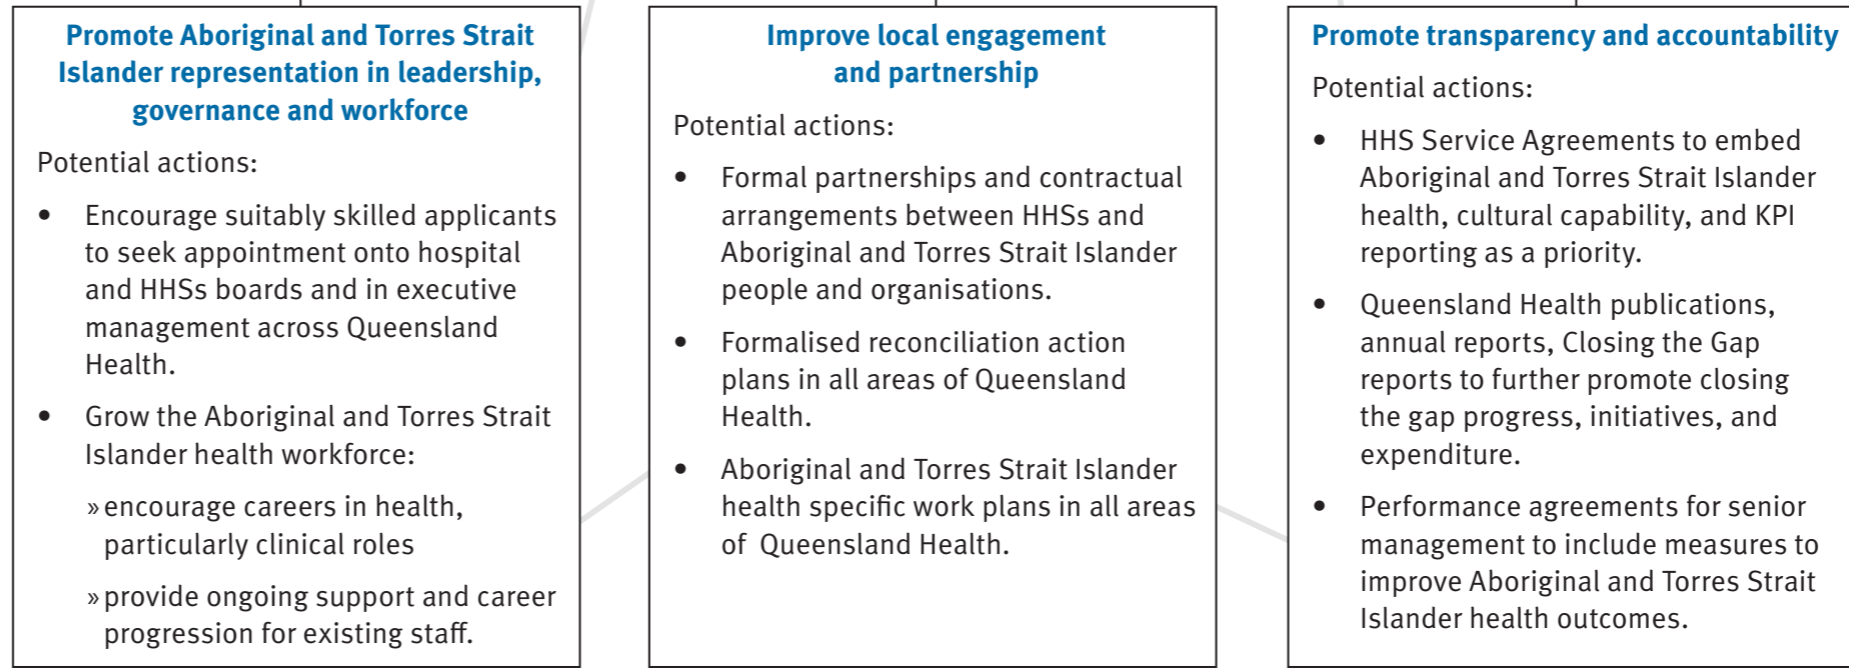 Promote Aboriginal and Torres Strait
Islander representation in leadership,
governance and workforce
Potential actions:
• Encourage suitably skilled applicants
to seek appointment onto hospital
and HHSs boards and in executive
management across Queensland
Health.
• Grow the Aboriginal and Torres Strait
Islander health workforce:
» encourage careers in health,
particularly clinical roles
» provide ongoing support and career
progression for existing staff.
Improve local engagement
and partnership
Potential actions:
• Formal partnerships and contractual
arrangements between HHSs and
Aboriginal and Torres Strait Islander
people and organisations.
• Formalised reconciliation action
plans in all areas of Queensland
Health.
• Aboriginal and Torres Strait Islander
health specific work plans in all areas
of Queensland Health.
Promote transparency and accountability
Potential actions:
• HHS Service Agreements to embed
Aboriginal and Torres Strait Islander
health, cultural capability, and KPI
reporting as a priority.
• Queensland Health publications,
annual reports, Closing the Gap
reports to further promote closing
the gap progress, initiatives, and
expenditure.
• Performance agreements for senior
management to include measures to
improve Aboriginal and Torres Strait
Islander health outcomes.